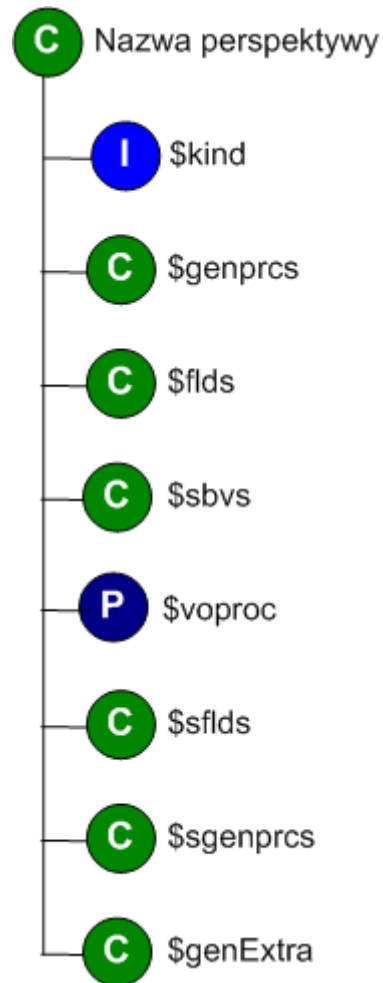 C Nazwa perspektywy
I $kind
C $genprcs
C $flds
C $sbvs
P $voproc
C $sflds
C $sgenprcs
C $genExtra